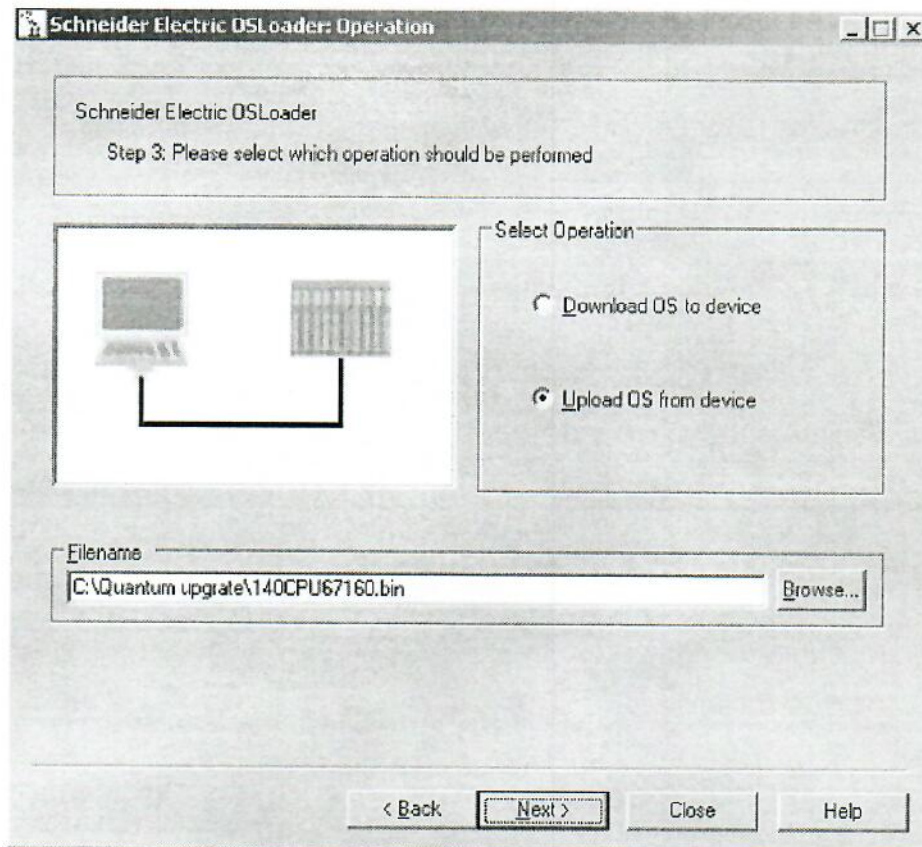 Schneider Electric OSLoader: Operation
Schneider Electric OSLoader
Step 3: Please select which operation should be performed
Select Operation
Download OS to device
Upload OS from device
Filename
C:\Quantum upgrate\140CPU67160.bin
Browse...
< Back
Next >
Close
Help